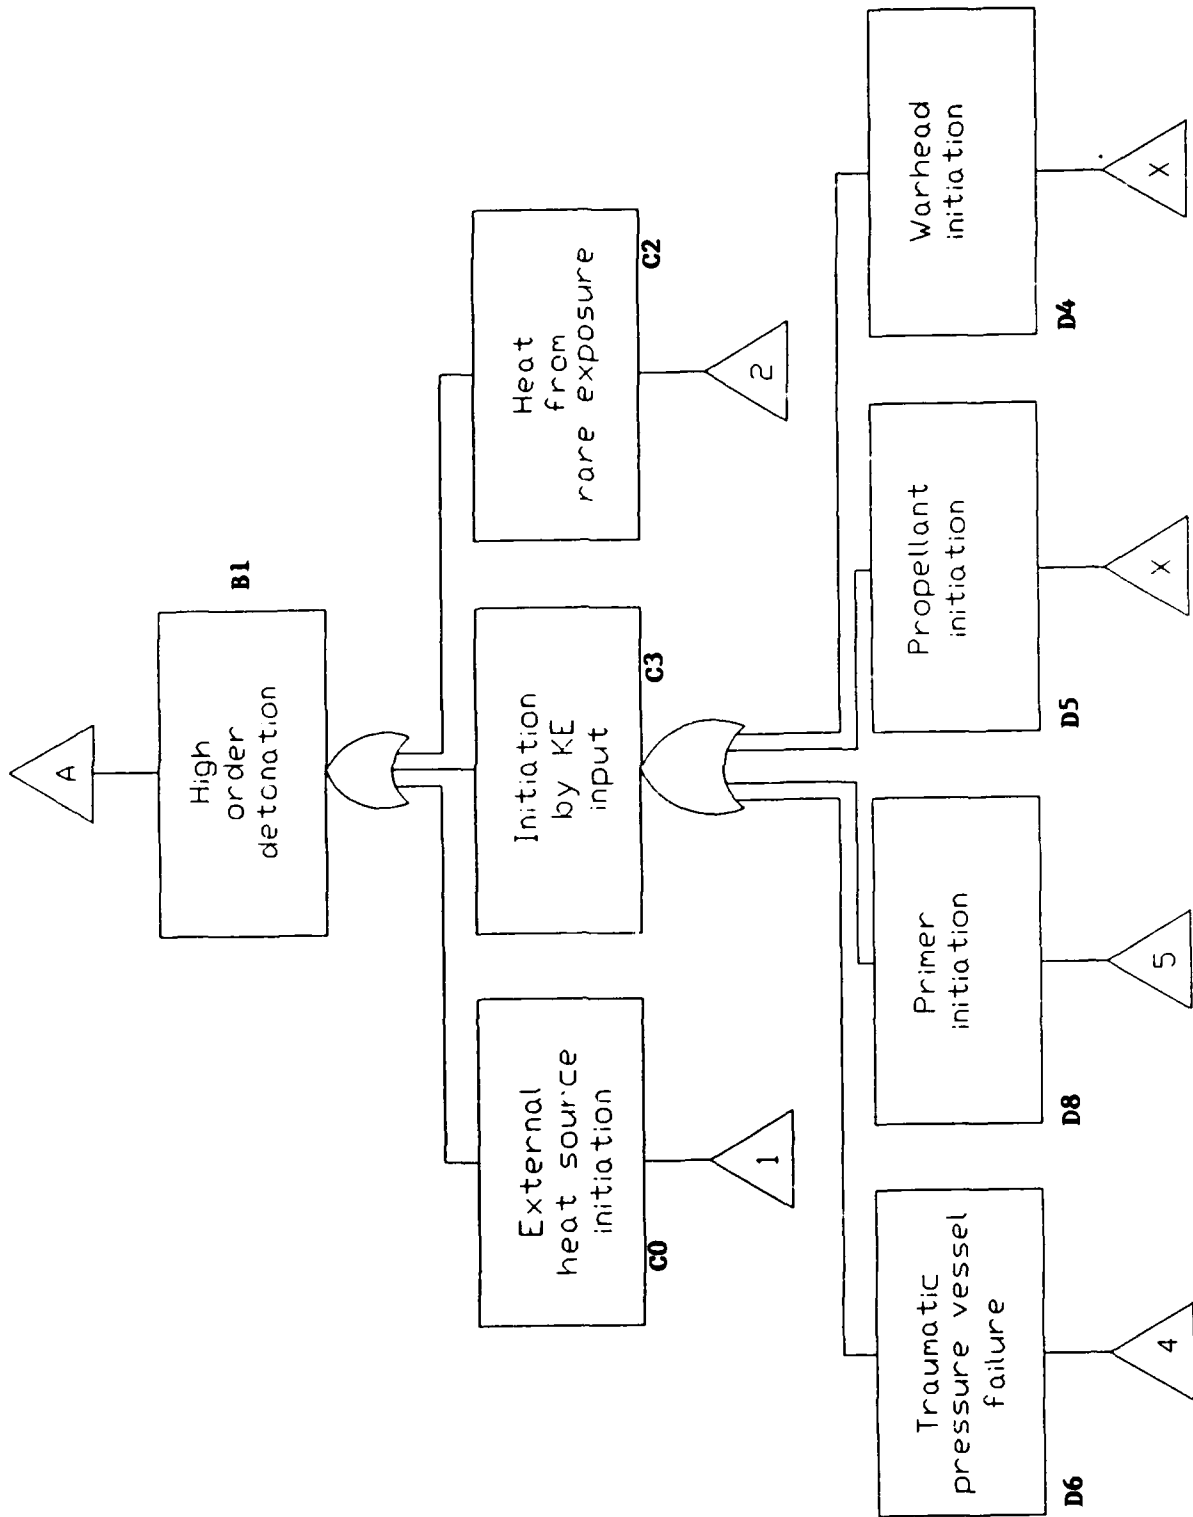 A
High
order
detonation
B1
External
heat source
initiation
C0
1
Initiation
by KE
input
C3
Heat
from
rare exposure
C2
2
Traumatic
pressure vessel
failure
D6
4
Primer
initiation
D8
5
Propellant
initiation
D5
X
Warhead
initiation
D4
X